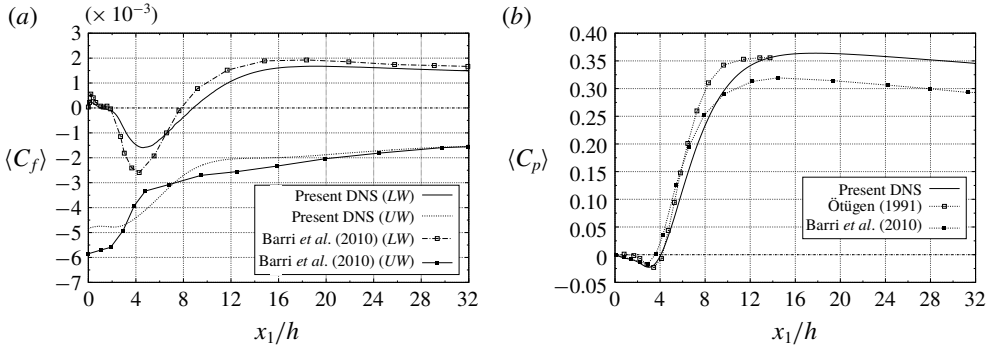 (a)
(× 10⁻³)
2
1
0
−1
−2
−3
−4
−5
−6
−7
⟨C_f⟩
Present DNS (LW)
Present DNS (UW)
Barri et al. (2010) (LW)
Barri et al. (2010) (UW)
0 4 8 12 16 20 24 28 32
x₁/h
(b)
0.40
0.35
0.30
0.25
0.20
0.15
0.10
0.05
0
−0.05
⟨C_p⟩
Present DNS
Ötügen (1991)
Barri et al. (2010)
0 4 8 12 16 20 24 28 32
x₁/h